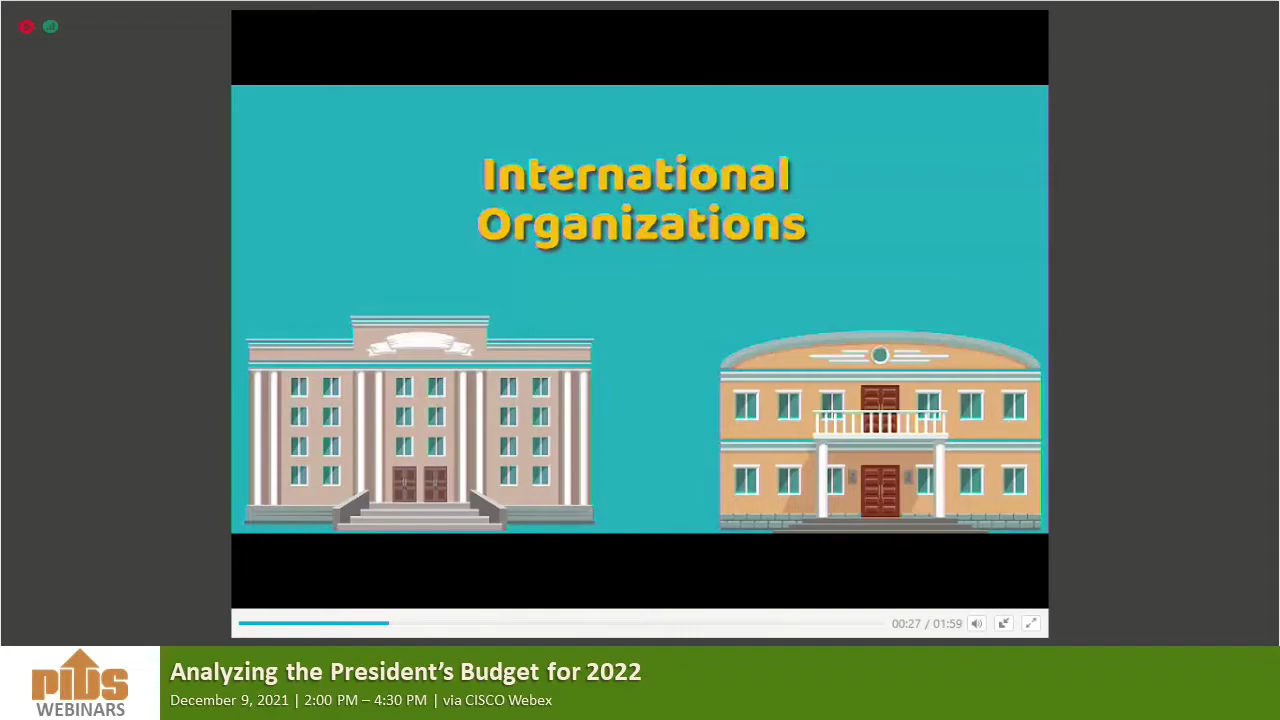 International
Organizations
00:27 / 01:59
PIDS
WEBINARS
Analyzing the President's Budget for 2022
December 9, 2021 | 2:00 PM – 4:30 PM | via CISCO Webex